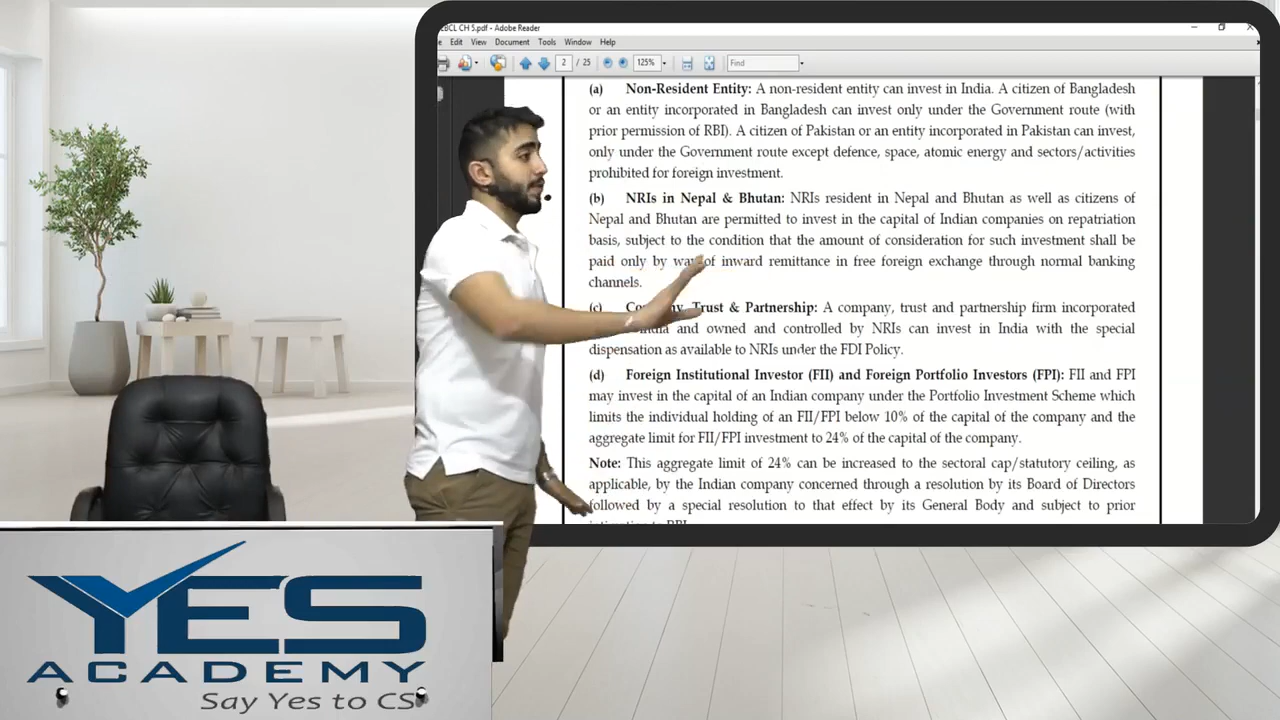 EBCL CH 5.pdf - Adobe Reader
Edit View Document Tools Window Help
2 / 25 125% Find
(a) Non-Resident Entity: A non-resident entity can invest in India. A citizen of Bangladesh
or an entity incorporated in Bangladesh can invest only under the Government route (with
prior permission of RBI). A citizen of Pakistan or an entity incorporated in Pakistan can invest,
only under the Government route except defence, space, atomic energy and sectors/activities
prohibited for foreign investment.
(b) NRIs in Nepal & Bhutan: NRIs resident in Nepal and Bhutan as well as citizens of
Nepal and Bhutan are permitted to invest in the capital of Indian companies on repatriation
basis, subject to the condition that the amount of consideration for such investment shall be
paid only by way of inward remittance in free foreign exchange through normal banking
channels.
(c) Company, Trust & Partnership: A company, trust and partnership firm incorporated
India and owned and controlled by NRIs can invest in India with the special
dispensation as available to NRIs under the FDI Policy.
(d) Foreign Institutional Investor (FII) and Foreign Portfolio Investors (FPI): FII and FPI
may invest in the capital of an Indian company under the Portfolio Investment Scheme which
limits the individual holding of an FII/FPI below 10% of the capital of the company and the
aggregate limit for FII/FPI investment to 24% of the capital of the company.
Note: This aggregate limit of 24% can be increased to the sectoral cap/statutory ceiling, as
applicable, by the Indian company concerned through a resolution by its Board of Directors
followed by a special resolution to that effect by its General Body and subject to prior
intimation to RBI
YES
ACADEMY
Say Yes to CS